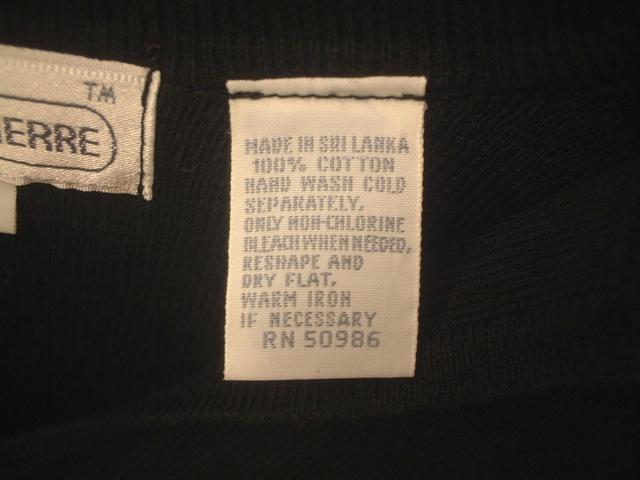 TM
ERRE
MADE IN SRI LANKA
100% COTTON
HAND WASH COLD
SEPARATELY.
ONLY NON-CHLORINE
BLEACH WHEN NEEDED,
RESHAPE AND
DRY FLAT.
WARM IRON
IF NECESSARY
RN 50986